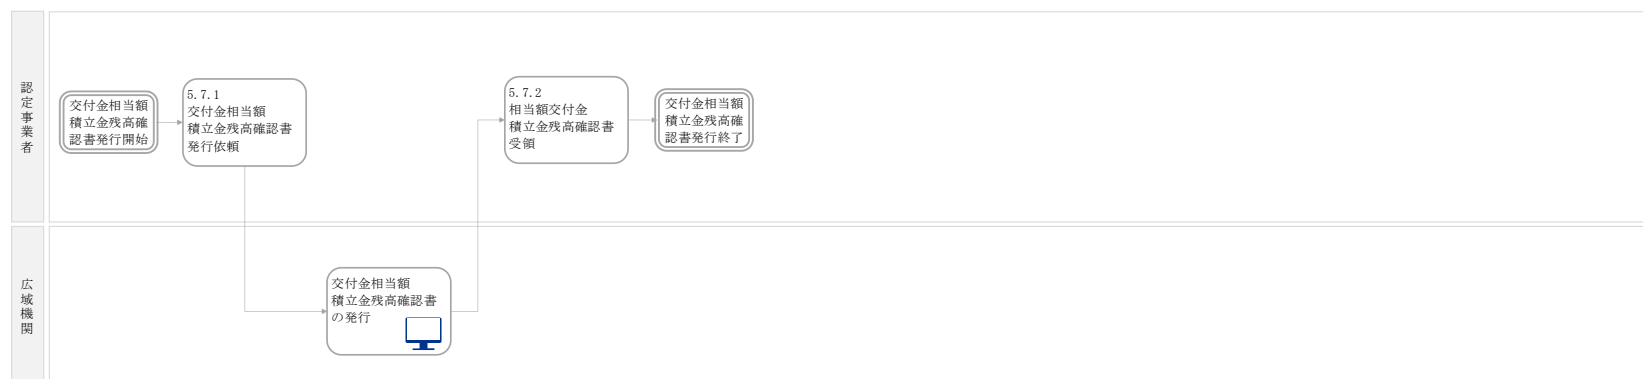 認定事業者
交付金相当額
積立金残高確
認書発行開始
5.7.1
交付金相当額
積立金残高確認書
発行依頼
5.7.2
相当額交付金
積立金残高確認書
受領
交付金相当額
積立金残高確
認書発行終了
広域機関
交付金相当額
積立金残高確認書
の発行